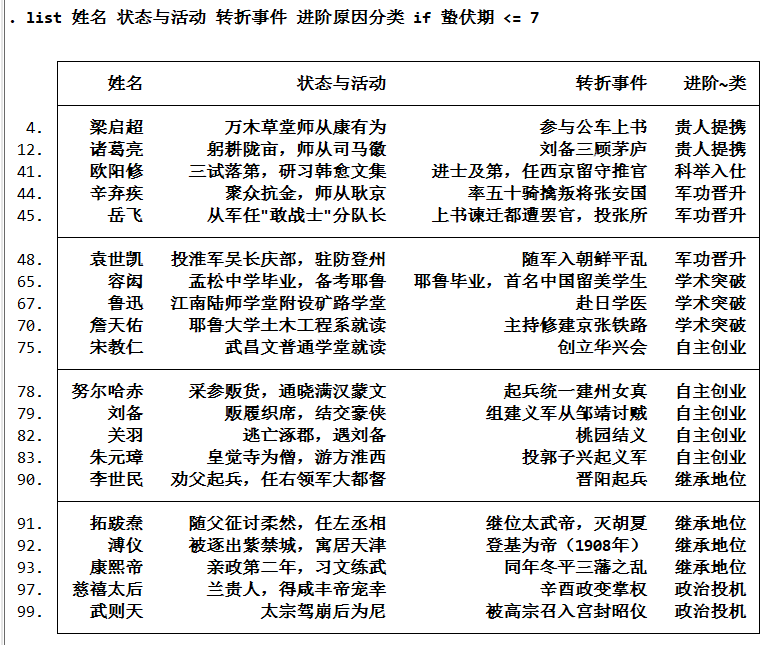 . list 姓名 状态与活动 转折事件 进阶原因分类 if 蛰伏期 <= 7
姓名 状态与活动 转折事件 进阶~类
4. 梁启超 万木草堂师从康有为 参与公车上书 贵人提携
12. 诸葛亮 躬耕陇亩，师从司马徽 刘备三顾茅庐 贵人提携
41. 欧阳修 三试落第，研习韩愈文集 进士及第，任西京留守推官 科举入仕
44. 辛弃疾 聚众抗金，师从耿京 率五十骑擒叛将张安国 军功晋升
45. 岳飞 从军任"敢战士"分队长 上书谏迁都遭罢官，投张所 军功晋升
48. 袁世凯 投淮军吴长庆部，驻防登州 随军入朝鲜平乱 军功晋升
65. 容闳 孟松中学毕业，备考耶鲁 耶鲁毕业，首名中国留美学生 学术突破
67. 鲁迅 江南陆师学堂附设矿路学堂 赴日学医 学术突破
70. 詹天佑 耶鲁大学土木工程系就读 主持修建京张铁路 学术突破
75. 宋教仁 武昌文普通学堂就读 创立华兴会 自主创业
78. 努尔哈赤 采参贩货，通晓满汉蒙文 起兵统一建州女真 自主创业
79. 刘备 贩履织席，结交豪侠 组建义军从邹靖讨贼 自主创业
82. 关羽 逃亡涿郡，遇刘备 桃园结义 自主创业
83. 朱元璋 皇觉寺为僧，游方淮西 投郭子兴起义军 自主创业
90. 李世民 劝父起兵，任右领军大都督 晋阳起兵 继承地位
91. 拓跋焘 随父征讨柔然，任左丞相 继位太武帝，灭胡夏 继承地位
92. 溥仪 被逐出紫禁城，寓居天津 登基为帝（1908年） 继承地位
93. 康熙帝 亲政第二年，习文练武 同年冬平三藩之乱 继承地位
97. 慈禧太后 兰贵人，得咸丰帝宠幸 辛酉政变掌权 政治投机
99. 武则天 太宗驾崩后为尼 被高宗召入宫封昭仪 政治投机